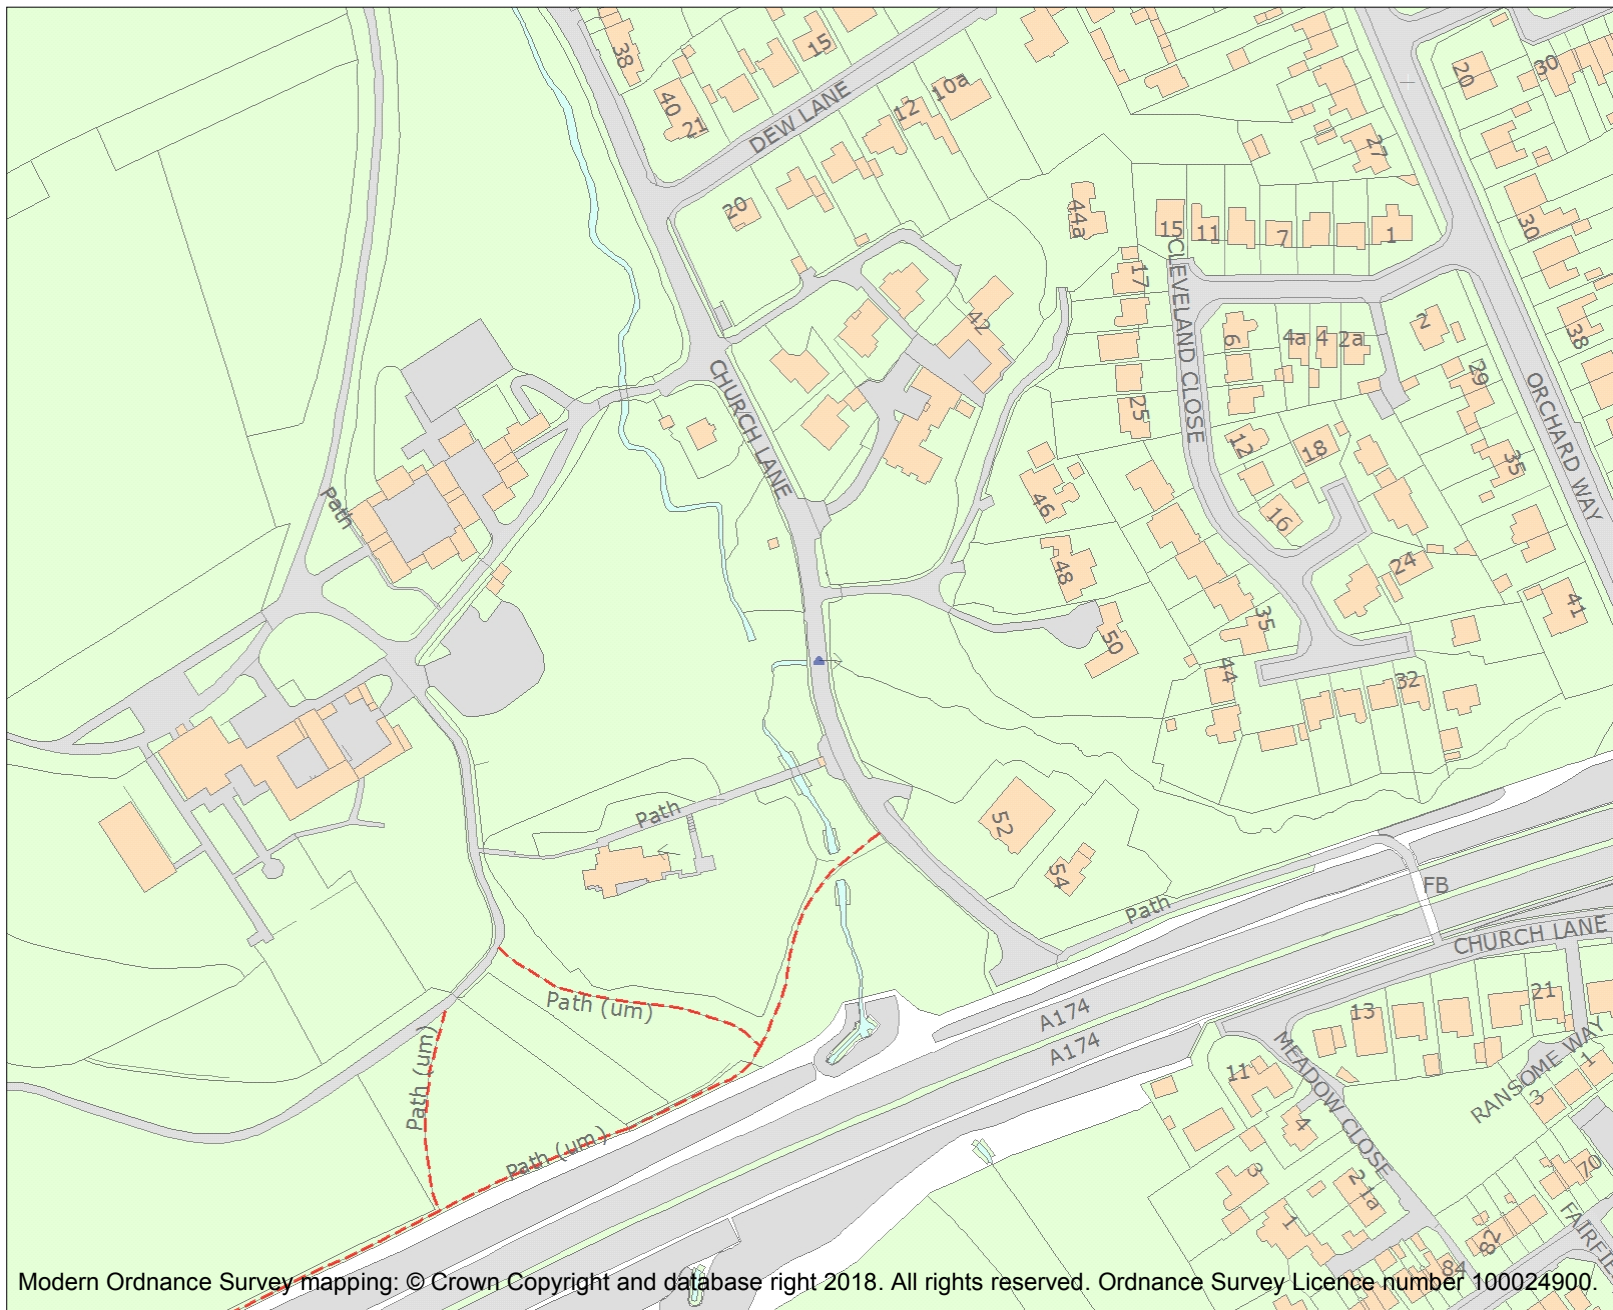 38
15
40
21
DEW LANE
12
10a
20
20
30
27
30
44a
15
11
7
1
17
CLEVELAND CLOSE
42
6
4a
4
2a
2
38
29
CHURCH LANE
25
ORCHARD WAY
12
18
35
46
16
Path
48
24
35
50
41
44
32
Path
52
54
Path
FB
CHURCH LANE
Path (um)
A174
A174
13
21
Path (um)
MEADOW CLOSE
11
RANSOME WAY
1
3
4
Path (um)
3
2
1a
70
1
82
FAIRFIE
84
Modern Ordnance Survey mapping: © Crown Copyright and database right 2018. All rights reserved. Ordnance Survey Licence number 100024900.